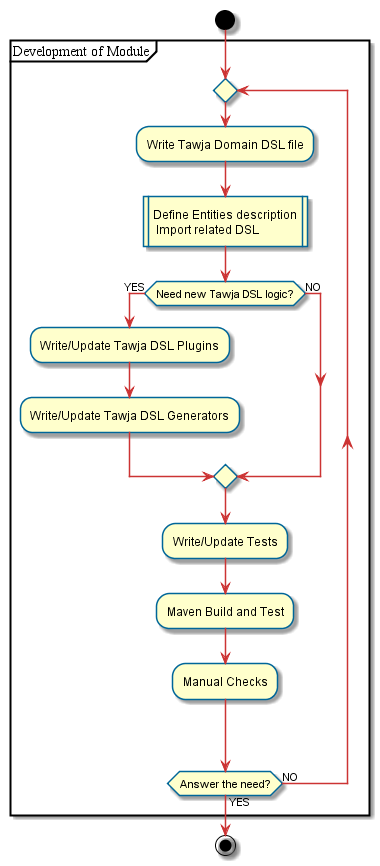 Development of Module
Write Tawja Domain DSL file
Define Entities description
Import related DSL
YES
Need new Tawja DSL logic?
NO
Write/Update Tawja DSL Plugins
Write/Update Tawja DSL Generators
Write/Update Tests
Maven Build and Test
Manual Checks
Answer the need?
NO
YES